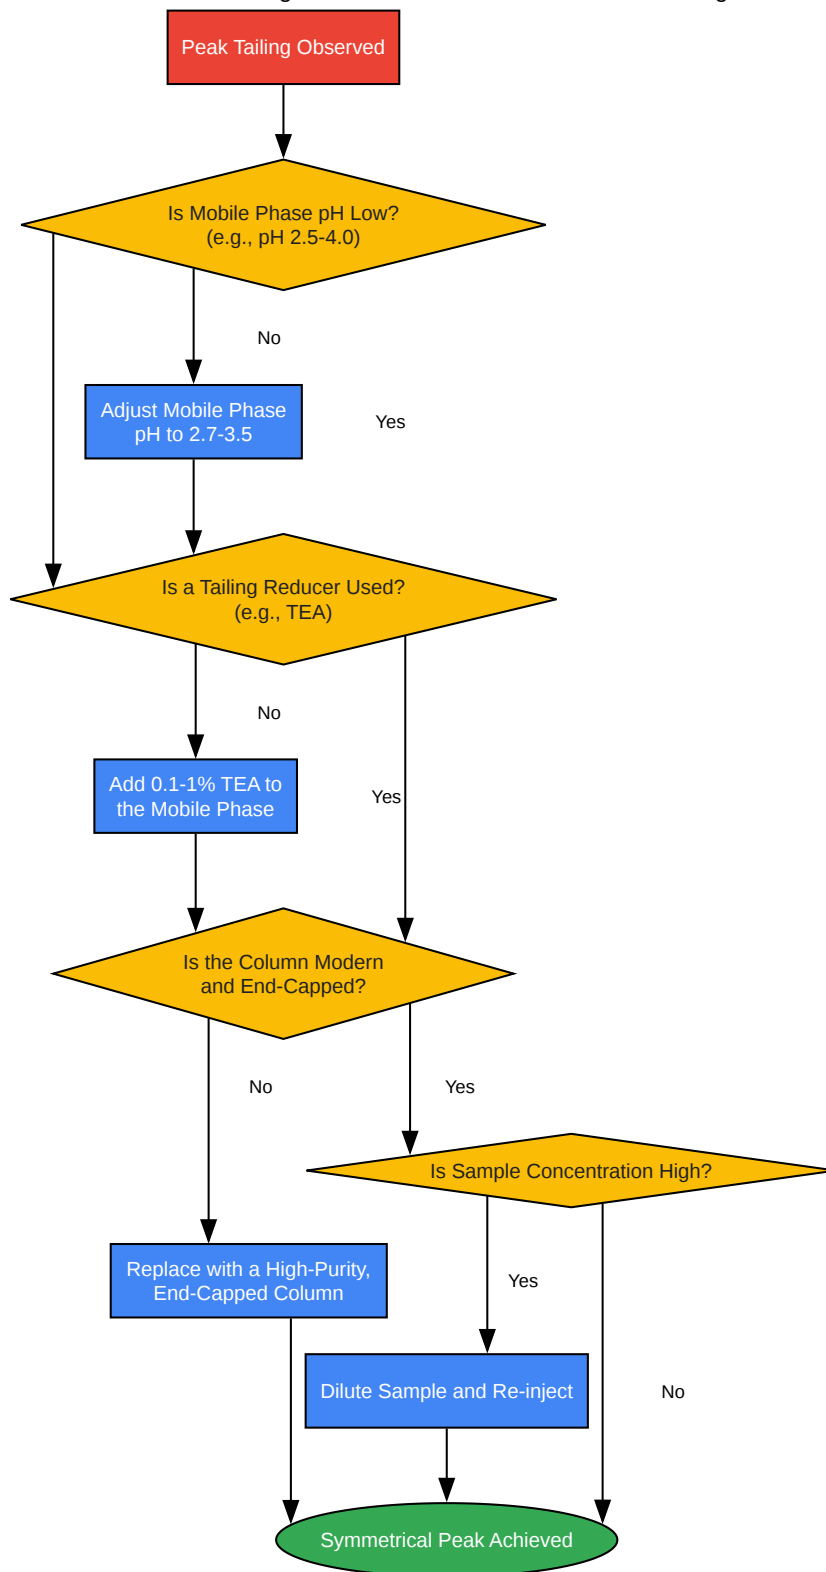 Peak Tailing Observed
Is Mobile Phase pH Low?
(e.g., pH 2.5-4.0)
No
Adjust Mobile Phase
pH to 2.7-3.5
Yes
Is a Tailing Reducer Used?
(e.g., TEA)
No
Add 0.1-1% TEA to
the Mobile Phase
Yes
Is the Column Modern
and End-Capped?
No
Yes
Is Sample Concentration High?
Replace with a High-Purity,
End-Capped Column
Yes
Dilute Sample and Re-inject
No
Symmetrical Peak Achieved